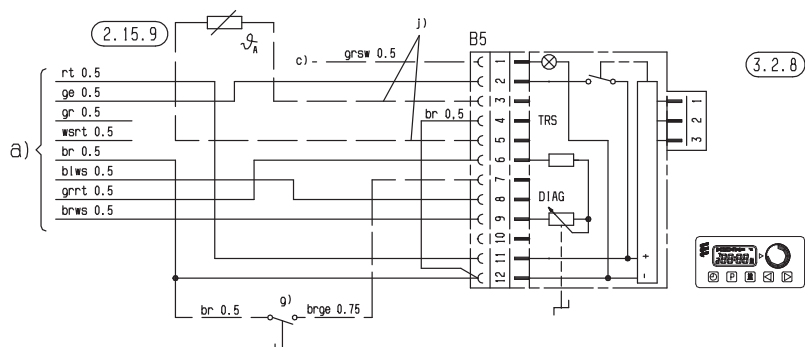 2.15.9
ϑA
j)
B5
c)
grsw 0.5
3.2.8
a)
rt 0.5
ge 0.5
gr 0.5
wsrt 0.5
br 0.5
blws 0.5
grrt 0.5
brws 0.5
br 0,5
1
2
3
4
5
6
7
8
9
10
11
12
TRS
DIAG
+
-
1
2
3
g)
br 0.5
brge 0.75
P